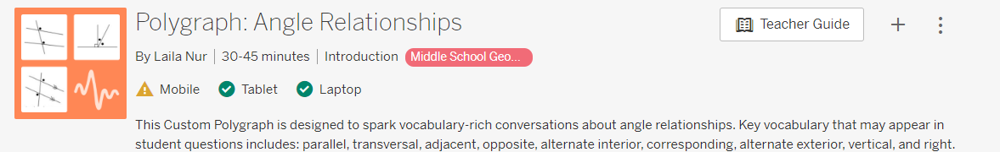 Polygraph: Angle Relationships
Teacher Guide
By Laila Nur
30-45 minutes
Introduction
Middle School Geo...
Mobile
Tablet
Laptop
This Custom Polygraph is designed to spark vocabulary-rich conversations about angle relationships. Key vocabulary that may appear in
student questions includes: parallel, transversal, adjacent, opposite, alternate interior, corresponding, alternate exterior, vertical, and right.